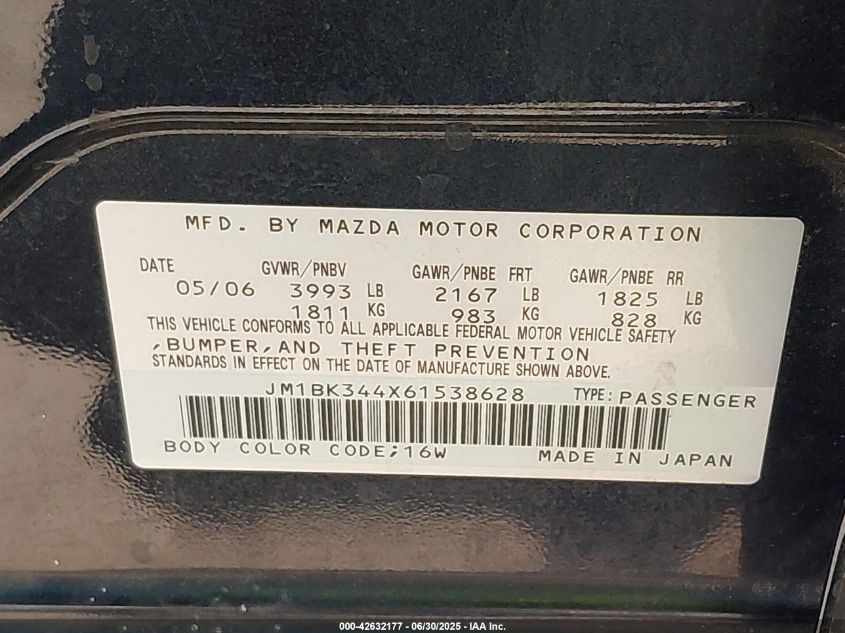 MFD. BY MAZDA MOTOR CORPORATION
DATE GVWR/PNBV GAWR/PNBE FRT GAWR/PNBE RR
05/06 3993 LB 2167 LB 1825 LB
1811 KG 983 KG 828 KG
THIS VEHICLE CONFORMS TO ALL APPLICABLE FEDERAL MOTOR VEHICLE SAFETY
,BUMPER,AND THEFT PREVENTION
STANDARDS IN EFFECT ON THE DATE OF MANUFACTURE SHOWN ABOVE.
JM1BK344X61538628 TYPE:PASSENGER
BODY COLOR CODE;16W MADE IN JAPAN
000-42632177 - 06/30/2025 - IAA Inc.